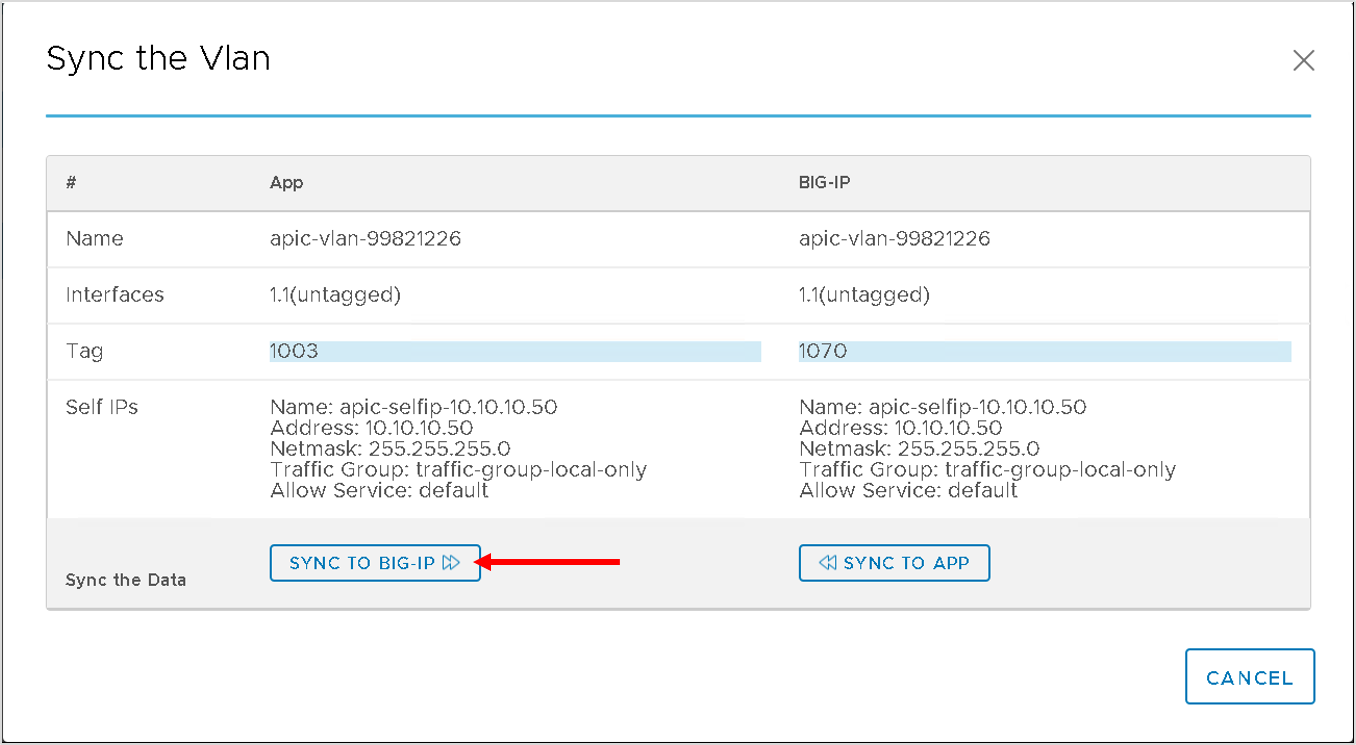 Sync the Vlan
# App BIG-IP
Name apic-vlan-99821226 apic-vlan-99821226
Interfaces 1.1(untagged) 1.1(untagged)
Tag 1003 1070
Self IPs Name: apic-selfip-10.10.10.50 Name: apic-selfip-10.10.10.50
Address: 10.10.10.50 Address: 10.10.10.50
Netmask: 255.255.255.0 Netmask: 255.255.255.0
Traffic Group: traffic-group-local-only Traffic Group: traffic-group-local-only
Allow Service: default Allow Service: default
Sync the Data SYNC TO BIG-IP SYNC TO APP
CANCEL